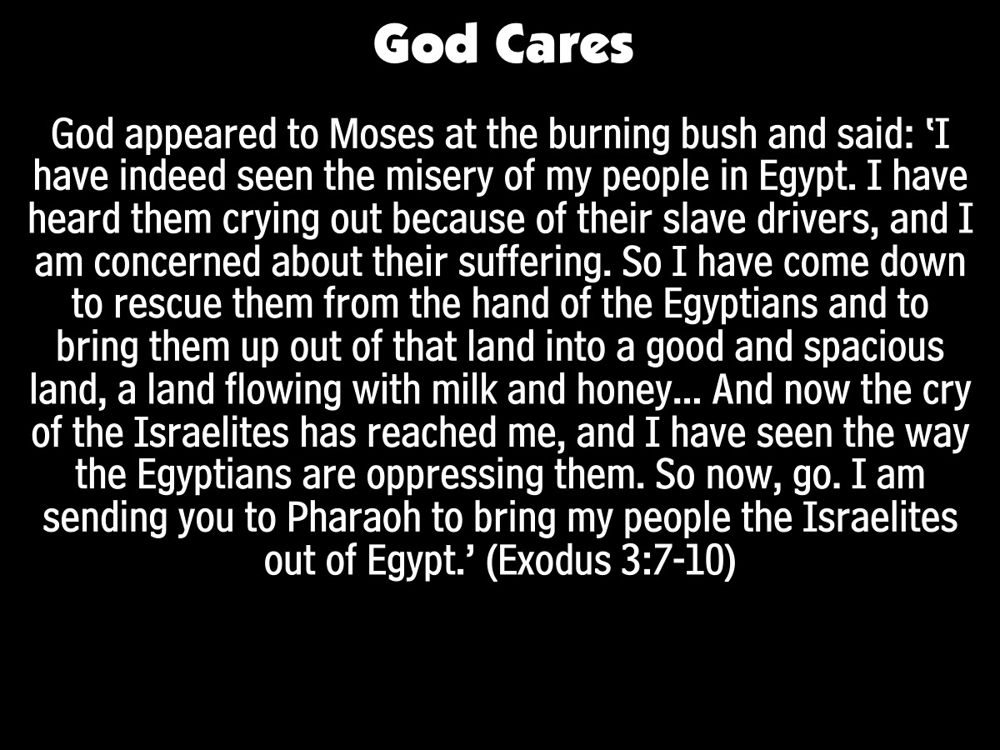 God Cares
God appeared to Moses at the burning bush and said: ‘I
have indeed seen the misery of my people in Egypt. I have
heard them crying out because of their slave drivers, and I
am concerned about their suffering. So I have come down
to rescue them from the hand of the Egyptians and to
bring them up out of that land into a good and spacious
land, a land flowing with milk and honey... And now the cry
of the Israelites has reached me, and I have seen the way
the Egyptians are oppressing them. So now, go. I am
sending you to Pharaoh to bring my people the Israelites
out of Egypt.’ (Exodus 3:7-10)